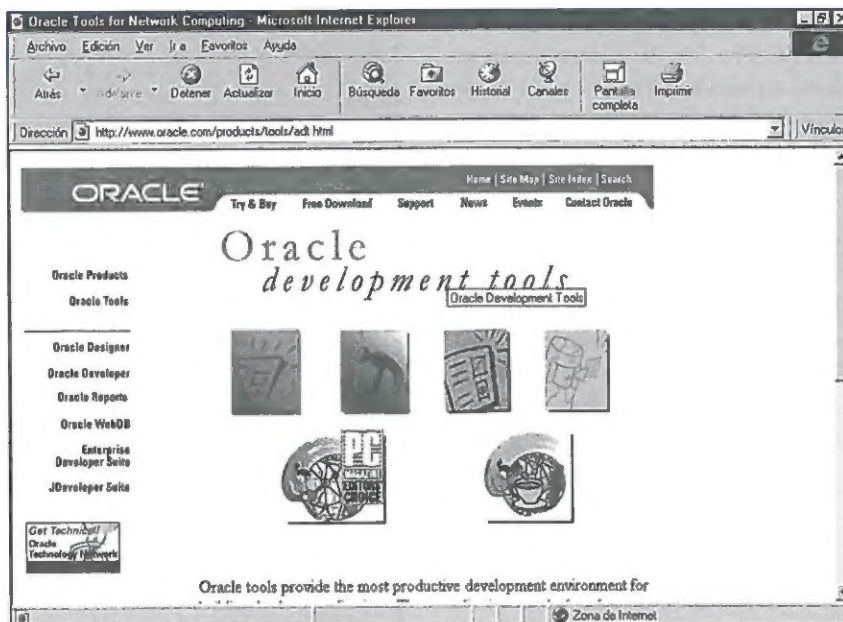 Oracle Tools for Network Computing - Microsoft Internet Explorer
Archivo Edición Ver Ir a Favoritos Ayuda
Atrás Detener Actualizar Inicio Búsqueda Favoritos Historial Canales Pantalla completa Imprimir
Dirección http://www.oracle.com/products/tools/adt html Vínculos
Home | Site Map | Site Index | Search
ORACLE
Try & Buy Free Download Support News Events Contact Oracle
Oracle
development tools
Oracle Development Tools
Oracle Products
Oracle Tools
Oracle Designer
Oracle Developer
Oracle Reports
Oracle WebDB
Enterprise
Developer Suite
JDeveloper Suite
EDITORS'
CHOICE
Get Technical!
Oracle
Technology Network
Oracle tools provide the most productive development environment for
Zona de Internet